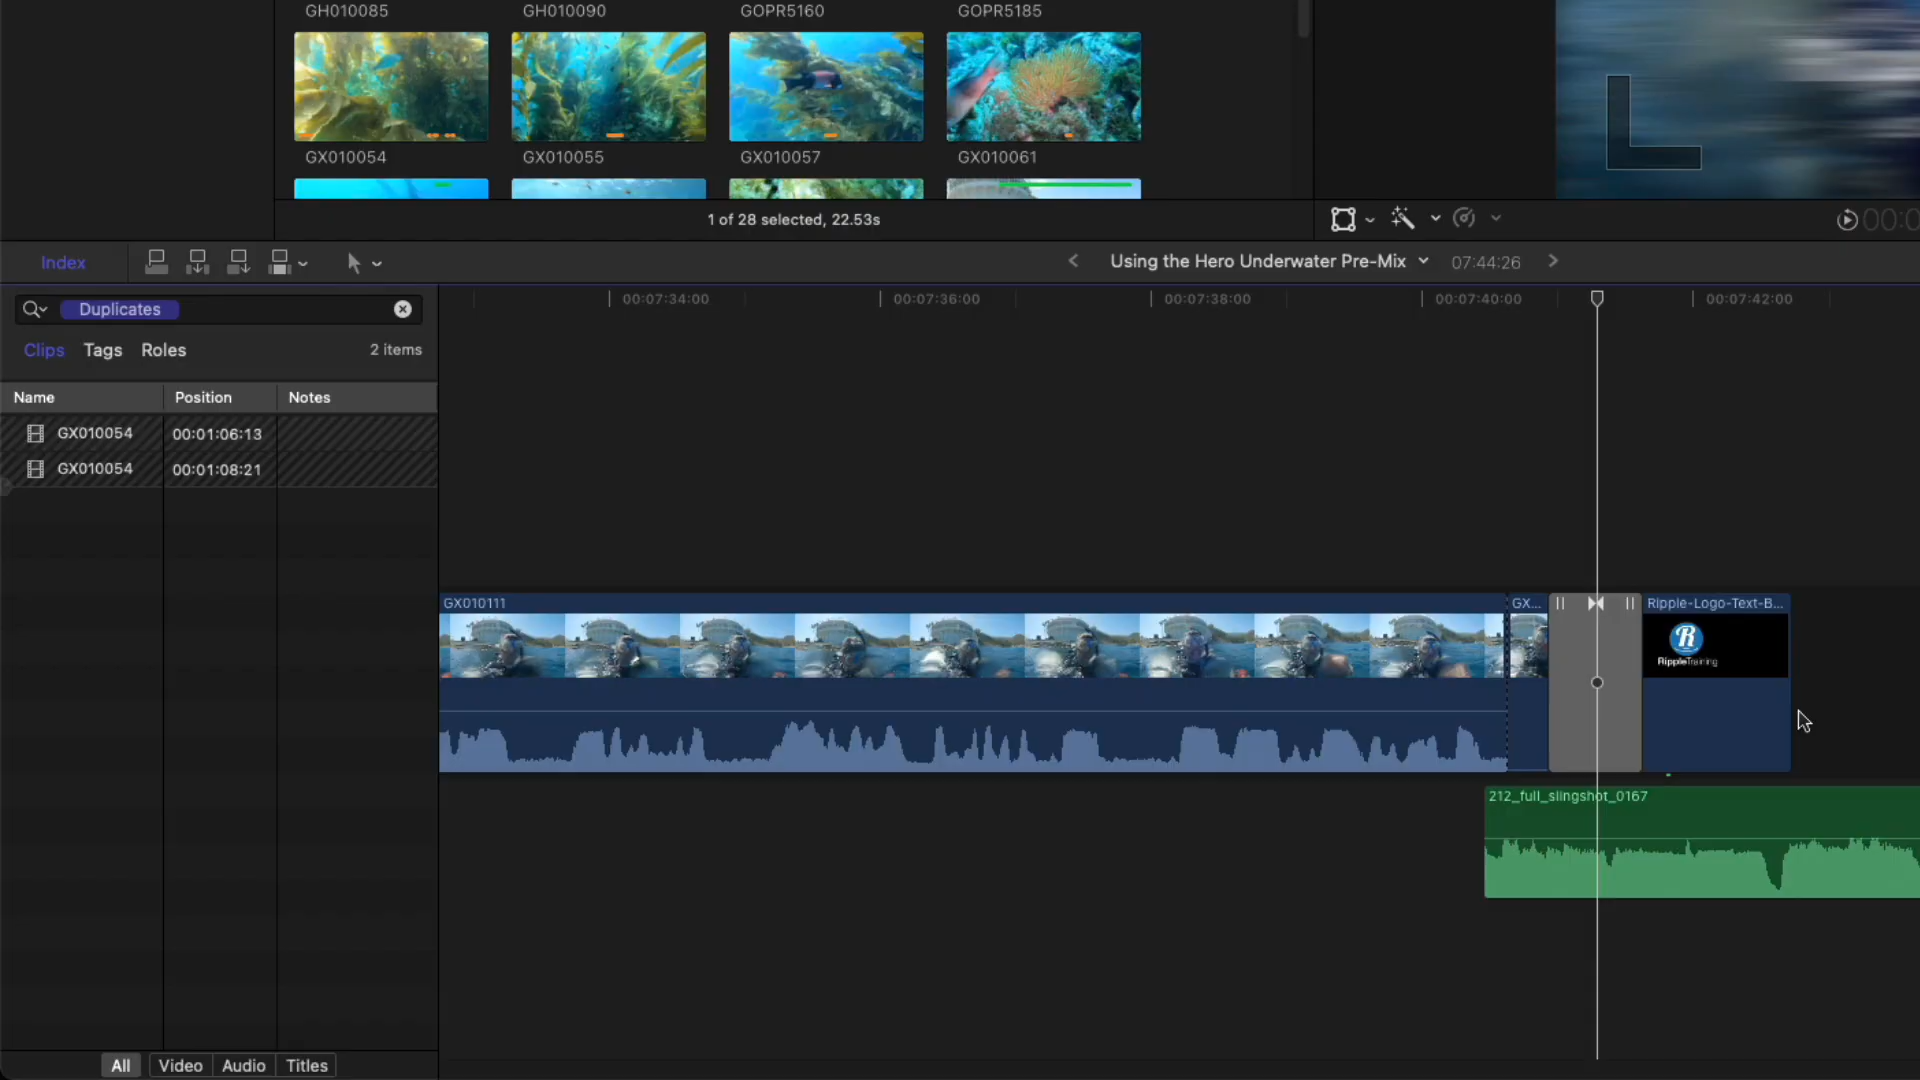 GH010085 GH010090 GOPR5160 GOPR5185
GX010054 GX010055 GX010057 GX010061
1 of 28 selected, 22.53s
00:0
Index
Using the Hero Underwater Pre-Mix 07:44:26
Duplicates
00:07:34:00 00:07:36:00 00:07:38:00 00:07:40:00 00:07:42:00
Clips Tags Roles 2 items
Name Position Notes
GX010054 00:01:06:13
GX010054 00:01:08:21
GX010111 GX... Ripple-Logo-Text-B...
R
RippleTraining
212_full_slingshot_0167
All Video Audio Titles